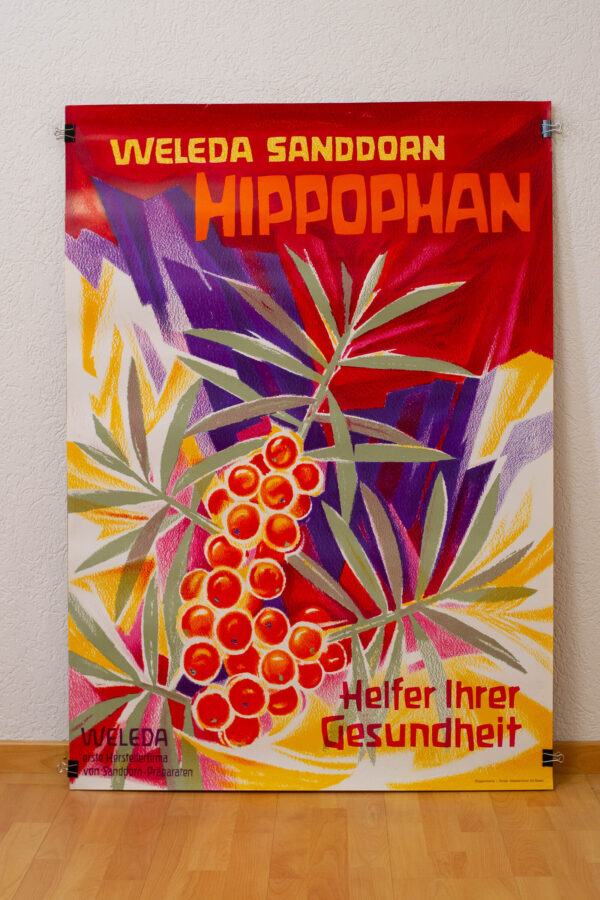 WELEDA SANDDORN
HIPPOPHAN
Helfer Ihrer
Gesundheit
WELEDA
erste Herstellerfirma
von Sanddorn-Präparaten